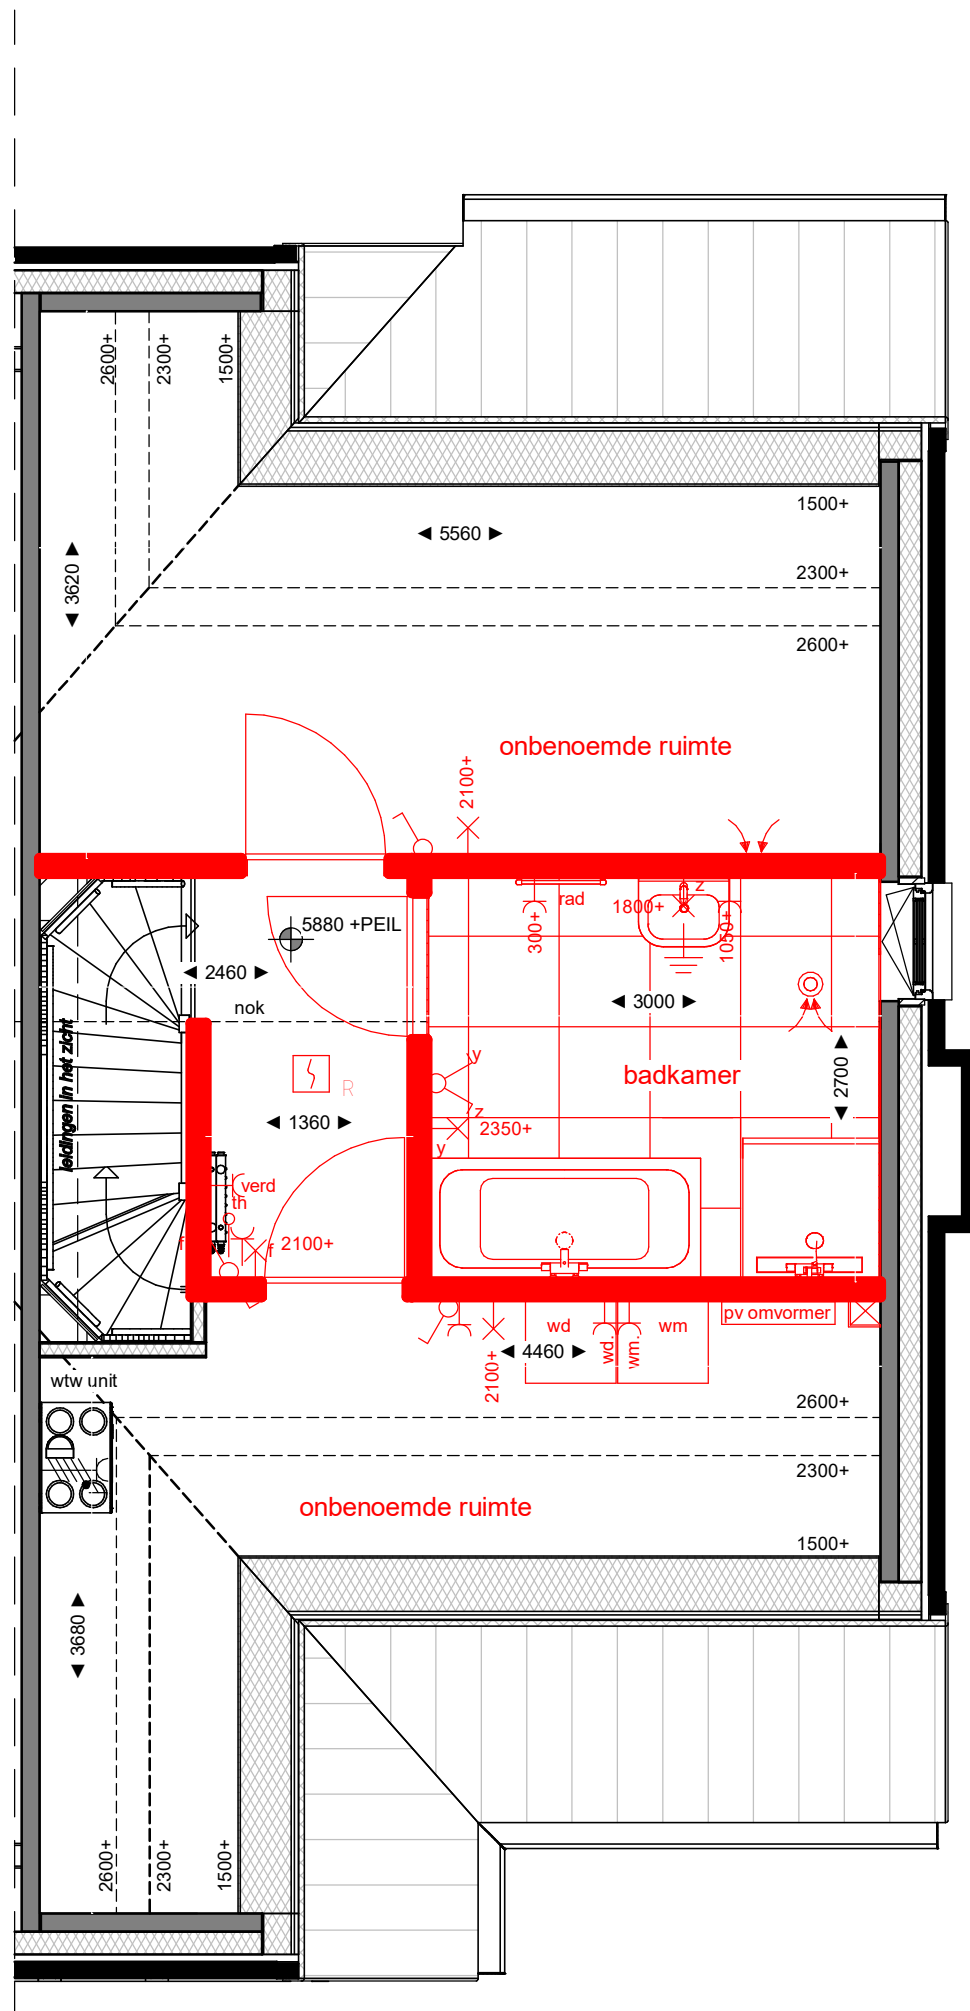 2600+
2300+
1500+
1500+
◄ 5560 ►
◄ 3620 ►
2300+
2600+
onbenoemde ruimte
2100+
rad
z
1800+
300+
1050+
5880 +PEIL
◄ 2460 ►
◄ 3000 ►
nok
leidingen in het zicht
R
y
badkamer
◄ 2700 ►
◄ 1360 ►
z
2350+
y
verd
th
f
f
2100+
wd
wm
pv omvormer
wd.
wm.
◄ 4460 ►
2100+
wtw unit
2600+
2300+
onbenoemde ruimte
1500+
◄ 3680 ►
2600+
2300+
1500+